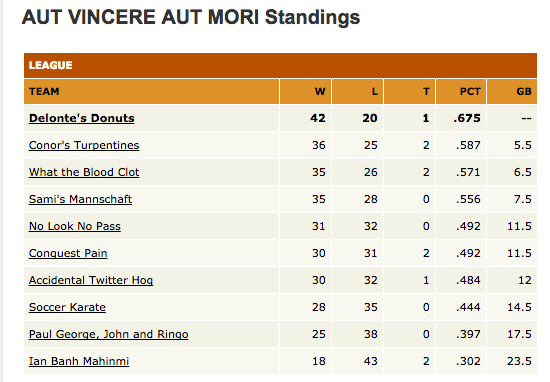 AUT VINCERE AUT MORI Standings
LEAGUE
TEAM W L T PCT GB
Delonte's Donuts 42 20 1 .675 --
Conor's Turpentines 36 25 2 .587 5.5
What the Blood Clot 35 26 2 .571 6.5
Sami's Mannschaft 35 28 0 .556 7.5
No Look No Pass 31 32 0 .492 11.5
Conquest Pain 30 31 2 .492 11.5
Accidental Twitter Hog 30 32 1 .484 12
Soccer Karate 28 35 0 .444 14.5
Paul George, John and Ringo 25 38 0 .397 17.5
Ian Banh Mahinmi 18 43 2 .302 23.5